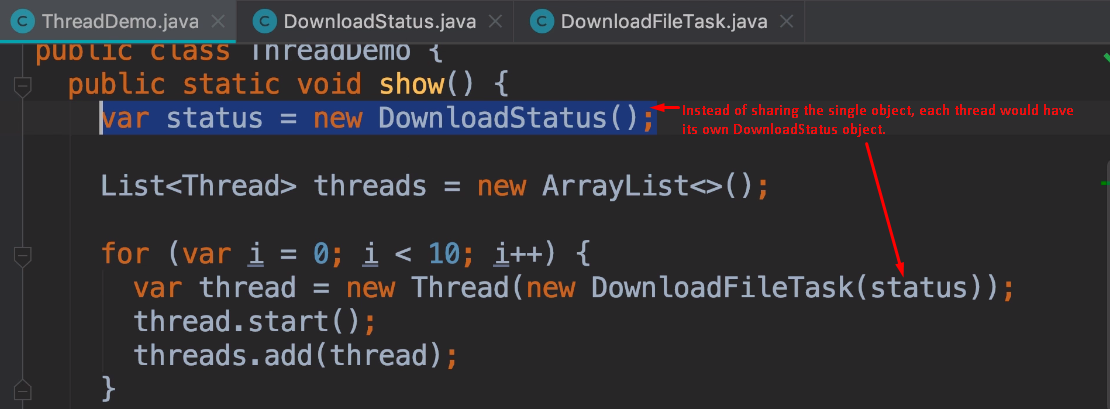 ThreadDemo.java
DownloadStatus.java
DownloadFileTask.java
public class ThreadDemo {
public static void show() {
var status = new DownloadStatus();
Instead of sharing the single object, each thread would have
its own DownloadStatus object.
List<Thread> threads = new ArrayList<>();
for (var i = 0; i < 10; i++) {
var thread = new Thread(new DownloadFileTask(status));
thread.start();
threads.add(thread);
}